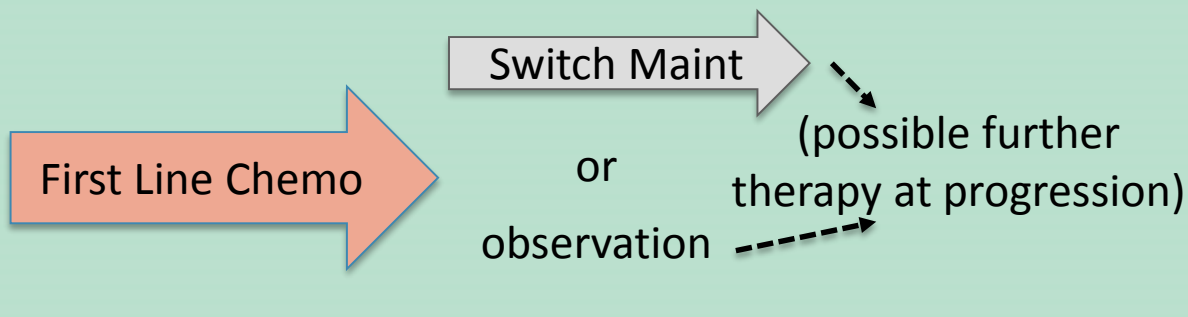 First Line Chemo
Switch Maint
or
observation
(possible further
therapy at progression)